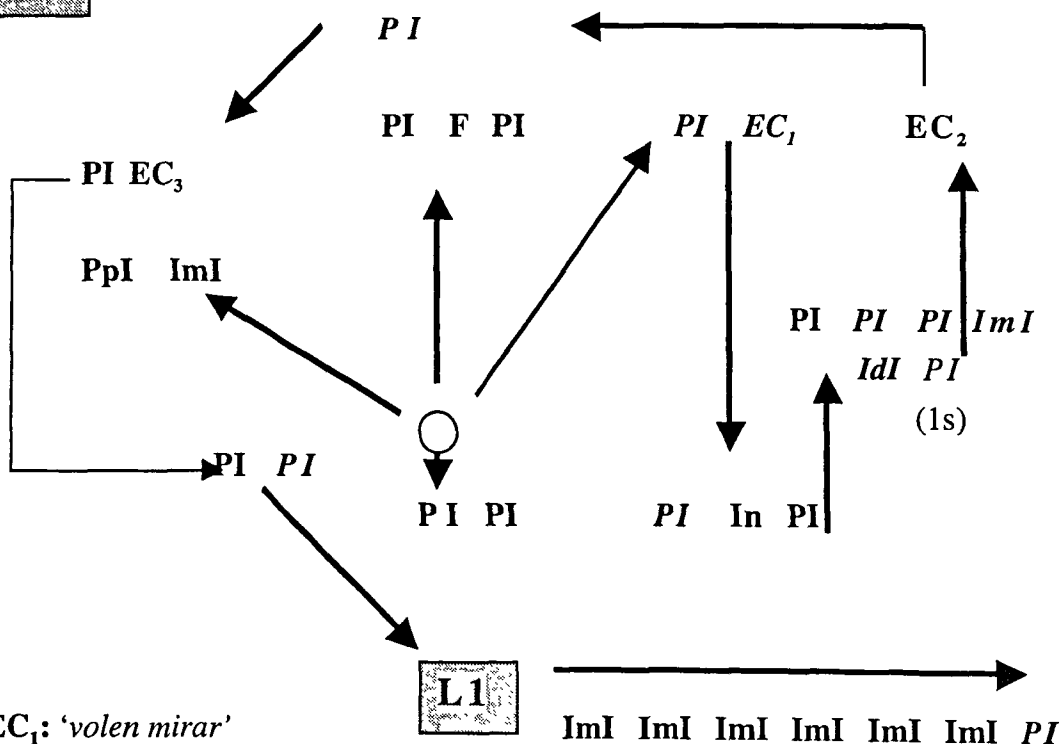 P I
PI F PI
PI EC₁
EC₂
PI EC₃
PpI ImI
PI PI PI ImI
IdI PI
(1s)
PI PI
P I PI
PI In PI
L1
EC₁: ‘volen mirar’
ImI ImI ImI ImI ImI ImI PI